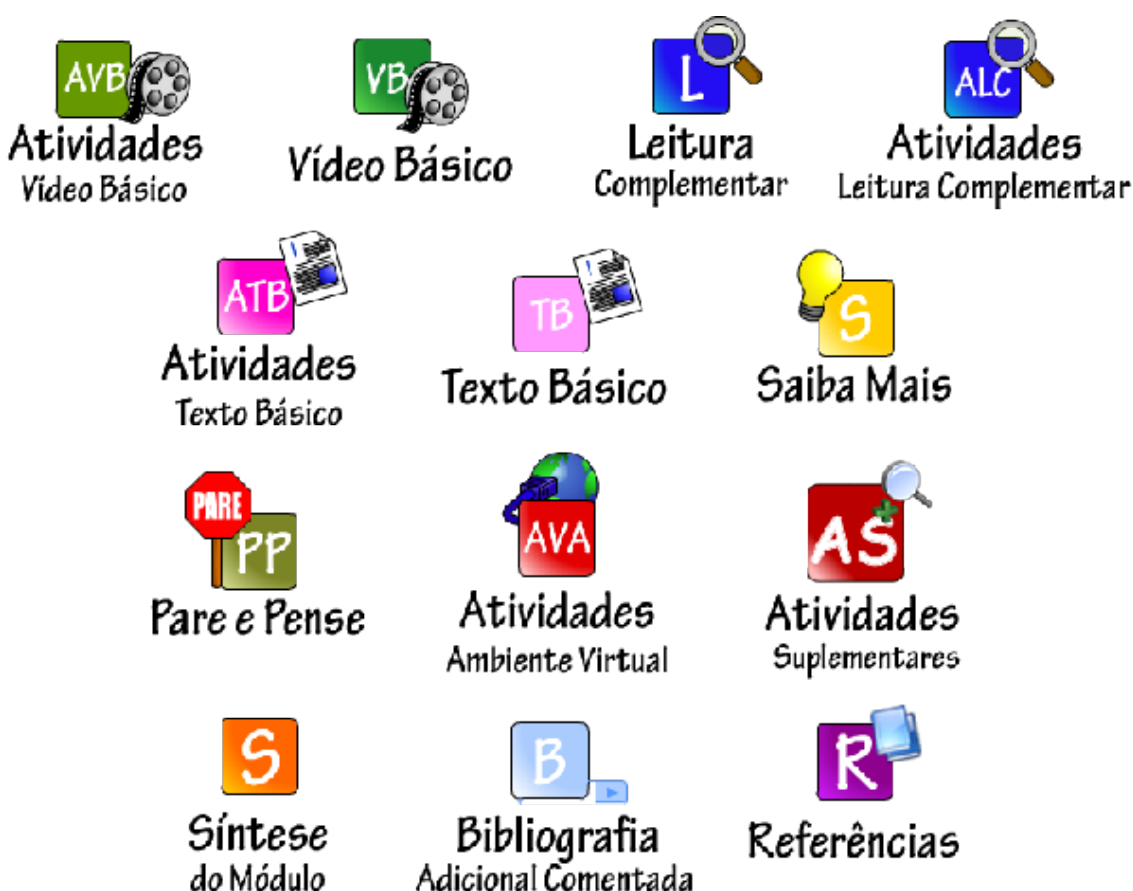 AVB
Atividades
Vídeo Básico
VB
Vídeo Básico
L
Leitura
Complementar
ALC
Atividades
Leitura Complementar
ATB
Atividades
Texto Básico
TB
Texto Básico
S
Saiba Mais
PARE
PP
Pare e Pense
AVA
Atividades
Ambiente Virtual
AS
Atividades
Suplementares
S
Síntese
do Módulo
B
Bibliografia
Adicional Comentada
R
Referências